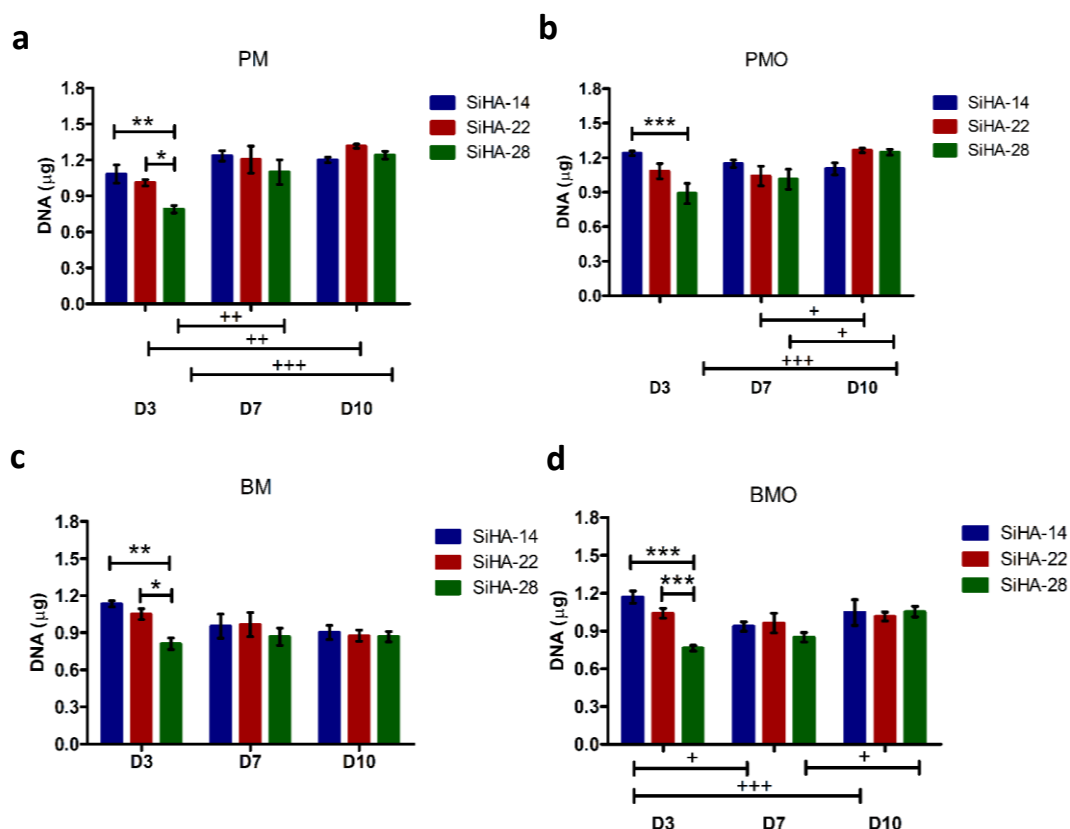 a
PM
DNA (µg)
1.8
1.5
1.2
0.9
0.6
0.3
0.0
**
*
SiHA-14
SiHA-22
SiHA-28
++
++
+++
D3 D7 D10
b
PMO
DNA (µg)
1.8
1.5
1.2
0.9
0.6
0.3
0.0
***
SiHA-14
SiHA-22
SiHA-28
+
+
+++
D3 D7 D10
c
BM
DNA (µg)
1.8
1.5
1.2
0.9
0.6
0.3
0.0
**
*
SiHA-14
SiHA-22
SiHA-28
D3 D7 D10
d
BMO
DNA (µg)
1.8
1.5
1.2
0.9
0.6
0.3
0.0
***
***
SiHA-14
SiHA-22
SiHA-28
+ +
+++
D3 D7 D10